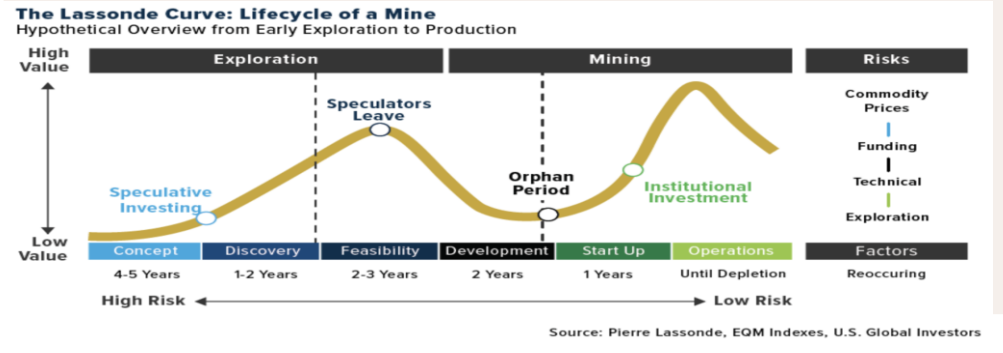 The Lassonde Curve: Lifecycle of a Mine
Hypothetical Overview from Early Exploration to Production
High
Value
Exploration
Mining
Risks
Speculators
Leave
Commodity
Prices
Funding
Orphan
Period
Technical
Speculative
Investing
Institutional
Investment
Exploration
Low
Value
Concept
Discovery
Feasibility
Development
Start Up
Operations
Factors
4-5 Years
1-2 Years
2-3 Years
2 Years
1 Years
Until Depletion
Reoccuring
High Risk
Low Risk
Source: Pierre Lassonde, EQM Indexes, U.S. Global Investors